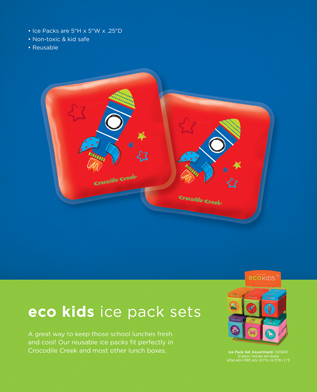 • Ice Packs are 5"H x 5"W x .25"D
• Non-toxic & kid safe
• Reusable
Crocodile Creek
Crocodile Creek
ecoKIDS
eco kids ice pack sets
A great way to keep those school lunches fresh
and cool! Our reusable ice packs fit perfectly in
Crocodile Creek and most other lunch boxes.
Ice Pack Set Assortment